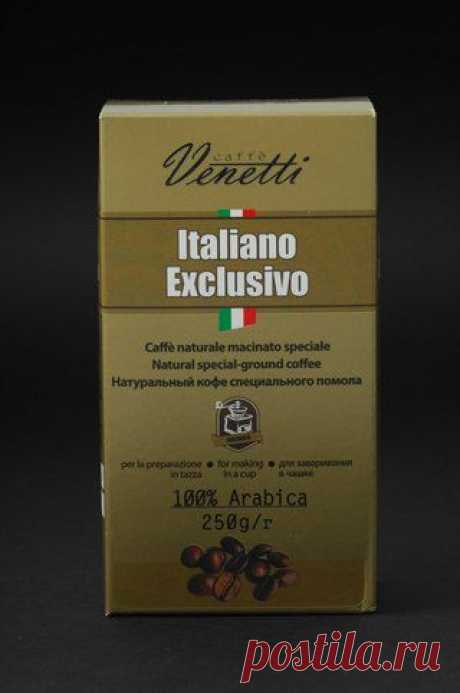 caffè
Venetti
Italiano
Exclusivo
Caffè naturale macinato speciale
Natural special-ground coffee
Натуральный кофе специального помола
per la preparazione • for making • для заваривания
in tazza in a cup в чашке
100% Arabica
250g/г
postila.ru